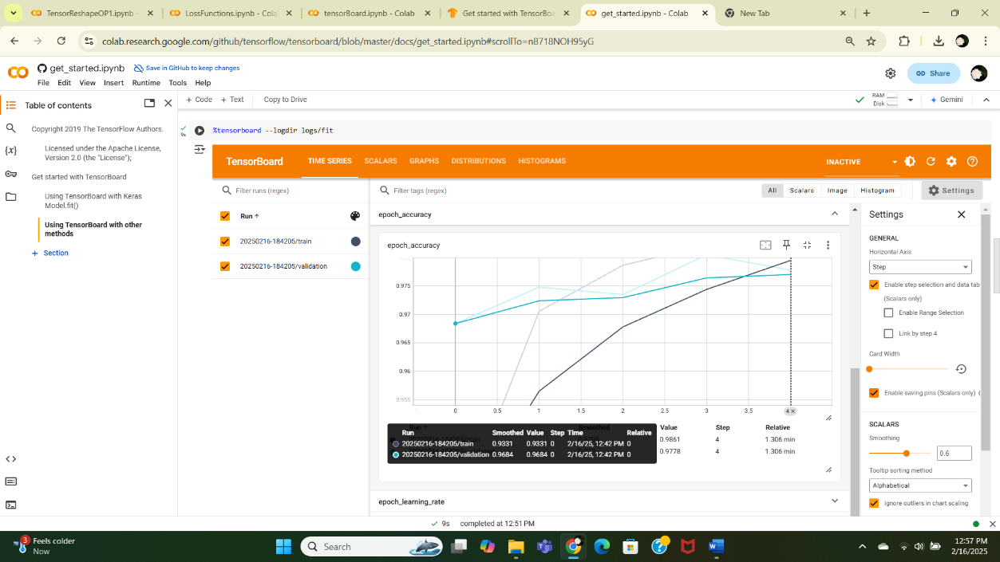 TensorReshapeOP1.ipynb -
LossFunctions.ipynb - Cola
tensorBoard.ipynb - Colab
Get started with TensorBoa
get_started.ipynb - Colab
New Tab
colab.research.google.com/github/tensorflow/tensorboard/blob/master/docs/get_started.ipynb#scrollTo=nB718NOH95yG
get_started.ipynb
Save in GitHub to keep changes
File Edit View Insert Runtime Tools Help
Share
Table of contents
+ Code + Text Copy to Drive
RAM
Disk
Gemini
Copyright 2019 The TensorFlow Authors.
Licensed under the Apache License,
Version 2.0 (the "License");
Get started with TensorBoard
Using TensorBoard with Keras
Model.fit()
Using TensorBoard with other
methods
+ Section
{x}
9s
%tensorboard --logdir logs/fit
TensorBoard
TIME SERIES SCALARS GRAPHS DISTRIBUTIONS HISTOGRAMS
INACTIVE
Filter runs (regex)
Filter tags (regex)
All Scalars Image Histogram
Settings
Run ↑
20250216-184205/train
20250216-184205/validation
epoch_accuracy
epoch_accuracy
0.975
0.97
0.965
0.96
0.955
0 0.5 1 1.5 2 2.5 3 3.5 4 ×
Run Smoothed Value Step Time Relative
20250216-184205/train 0.9331 0.9331 0 2/16/25, 12:42 PM 0
20250216-184205/validation 0.9684 0.9684 0 2/16/25, 12:42 PM 0
Run ↑ Smoothed Value Step Relative
0.9861 4 1.306 min
0.9778 4 1.306 min
epoch_learning_rate
Settings
GENERAL
Horizontal Axis
Step
Enable step selection and data tab
(Scalars only)
Enable Range Selection
Link by step 4
Card Width
Enable saving pins (Scalars only) (
SCALARS
Smoothing
0.6
Tooltip sorting method
Alphabetical
Ignore outliers in chart scaling
9s completed at 12:51 PM
3
Feels colder
Now
Search
12:57 PM
2/16/2025